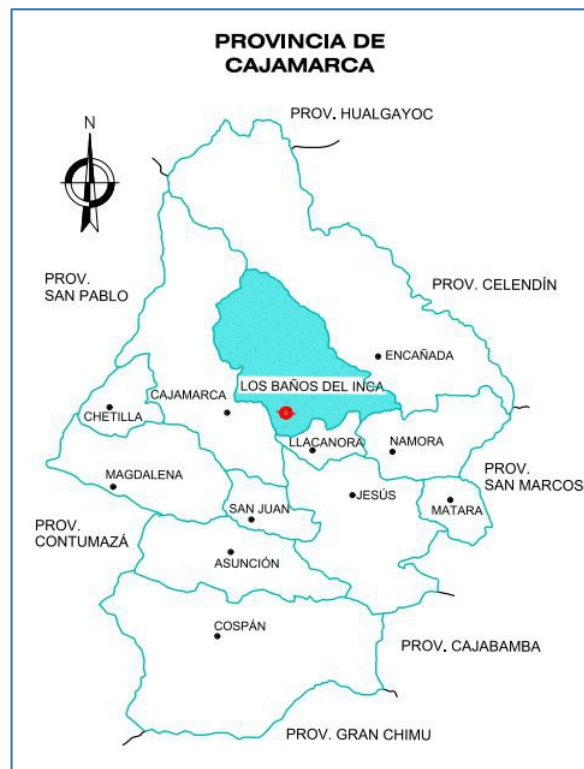 PROVINCIA DE
CAJAMARCA
PROV. HUALGAYOC
N
PROV.
SAN PABLO
PROV. CELENDÍN
ENCAÑADA
LOS BAÑOS DEL INCA
CAJAMARCA
CHETILLA
LLACANORA
NAMORA
MAGDALENA
PROV.
SAN MARCOS
JESÚS
MATARA
SAN JUAN
PROV.
CONTUMAZÁ
ASUNCIÓN
COSPÁN
PROV. CAJABAMBA
PROV. GRAN CHIMU